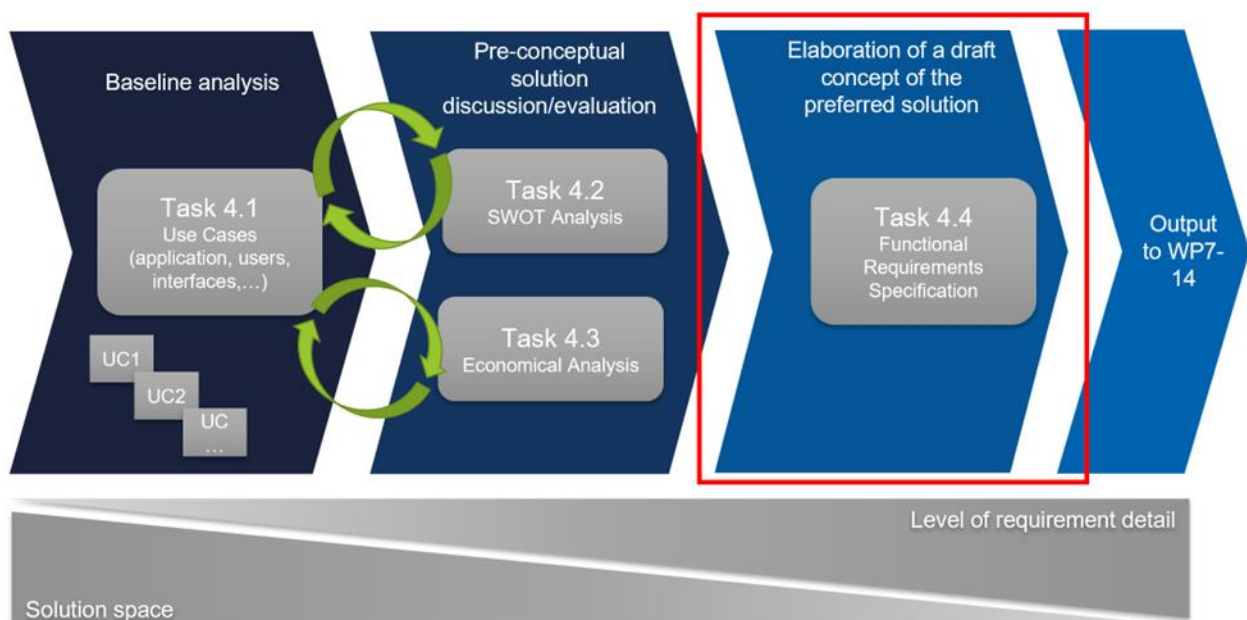 Baseline analysis
Task 4.1
Use Cases
(application, users,
interfaces,...)
UC1
UC2
UC
...
Pre-conceptual
solution
discussion/evaluation
Task 4.2
SWOT Analysis
Task 4.3
Economical Analysis
Elaboration of a draft
concept of the
preferred solution
Task 4.4
Functional
Requirements
Specification
Output
to WP7-
14
Level of requirement detail
Solution space